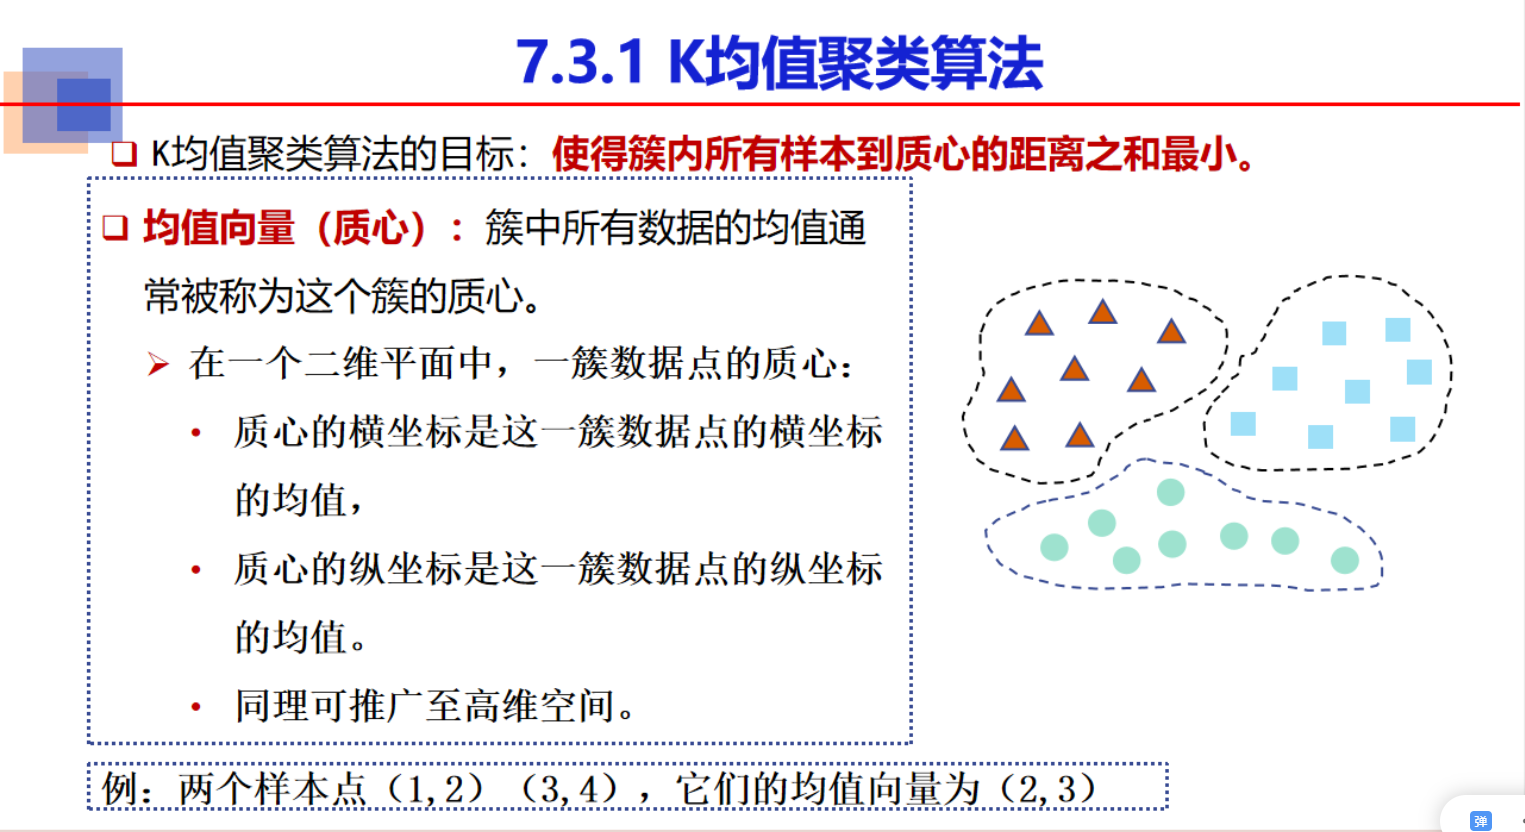 7.3.1 K均值聚类算法
K均值聚类算法的目标：使得簇内所有样本到质心的距离之和最小。
均值向量（质心）：簇中所有数据的均值通
常被称为这个簇的质心。
在一个二维平面中，一簇数据点的质心：
质心的横坐标是这一簇数据点的横坐标
的均值，
质心的纵坐标是这一簇数据点的纵坐标
的均值。
同理可推广至高维空间。
例：两个样本点（1,2）（3,4），它们的均值向量为（2,3）
弹